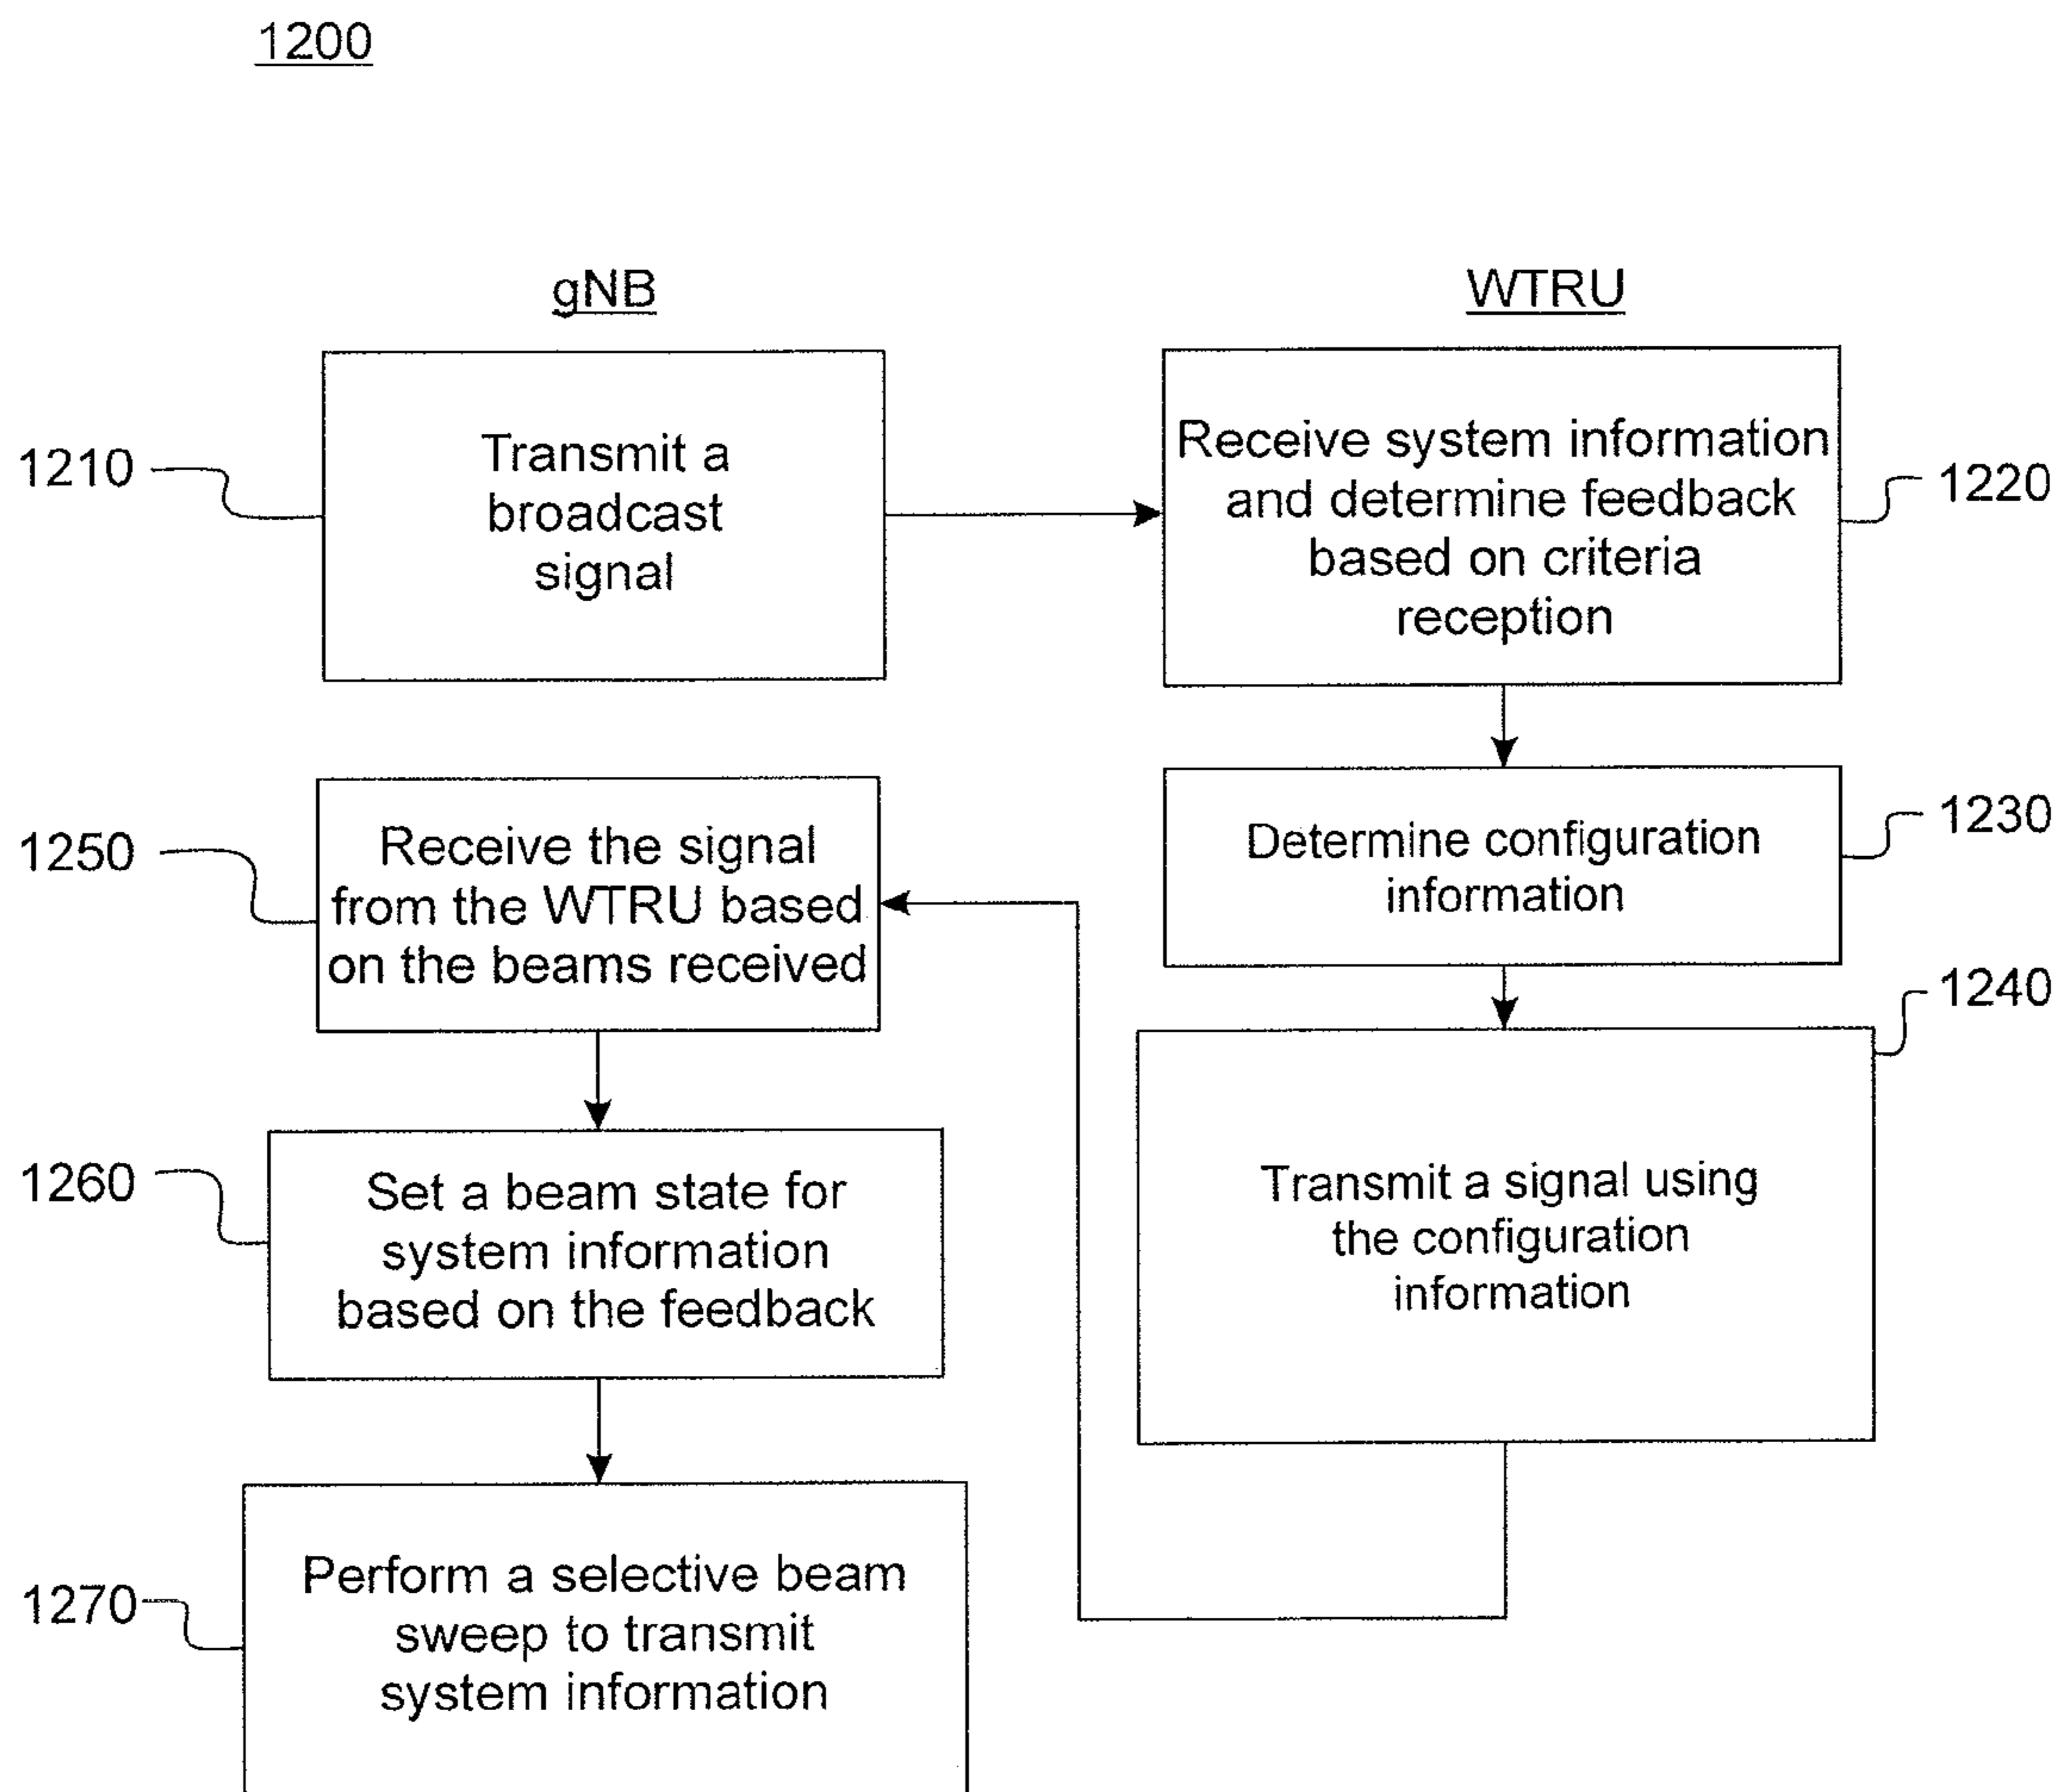 1200
gNB
WTRU
1210
Transmit a
broadcast
signal
Receive system information
and determine feedback
based on criteria
reception
1220
Determine configuration
information
1230
Transmit a signal using
the configuration
information
1240
1250
Receive the signal
from the WTRU based
on the beams received
1260
Set a beam state for
system information
based on the feedback
1270
Perform a selective beam
sweep to transmit
system information